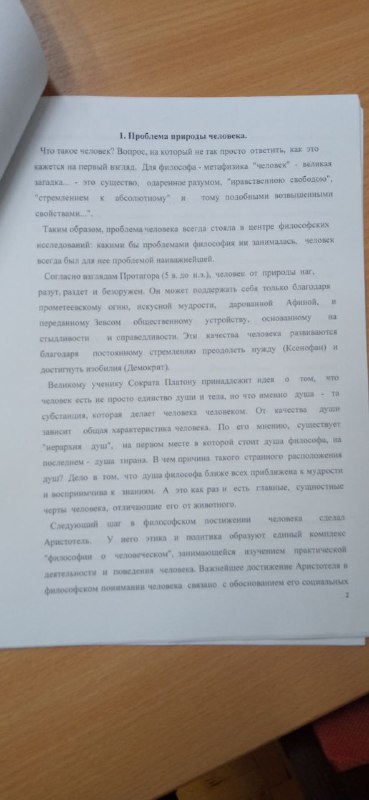 1. Проблема природы человека.
Что такое человек? Вопрос, на который не так просто ответить, как это
кажется на первый взгляд. Для философа - метафизика "человек" - великая
загадка... - это существо, одаренное разумом, "нравственною свободою",
"стремлением к абсолютному" и тому подобными возвышенными
свойствами...".
Таким образом, проблема человека всегда стояла в центре философских
исследований: какими бы проблемами философия ни занималась, человек
всегда был для нее проблемой наиважнейшей.
Согласно взглядам Протагора (5 в. до н.э.), человек от природы наг,
разут, раздет и безоружен. Он может поддержать себя только благодаря
прометеевскому огню, искусной мудрости, дарованной Афиной, и
переданному Зевсом общественному устройству, основанному на
стыдливости и справедливости. Эти качества человека развиваются
благодаря постоянному стремлению преодолеть нужду (Ксенофан) и
достигнуть изобилия (Демокрит).
Великому ученику Сократа Платону принадлежит идея о том, что
человек есть не просто единство души и тела, но что именно душа - та
субстанция, которая делает человека человеком. От качества души
зависит общая характеристика человека. По его мнению, существует
"иерархия душ", на первом месте в которой стоит душа философа, на
последнем - душа тирана. В чем причина такого странного расположения
душ? Дело в том, что душа философа ближе всех приближена к мудрости
и восприимчива к знаниям. А это как раз и есть главные, сущностные
черты человека, отличающие его от животного.
Следующий шаг в философском постижении человека сделал
Аристотель. У него этика и политика образуют единый комплекс
"философии о человеческом", занимающейся изучением практической
деятельности и поведения человека. Важнейшее достижение Аристотеля в
философском понимании человека связано с обоснованием его социальных
2